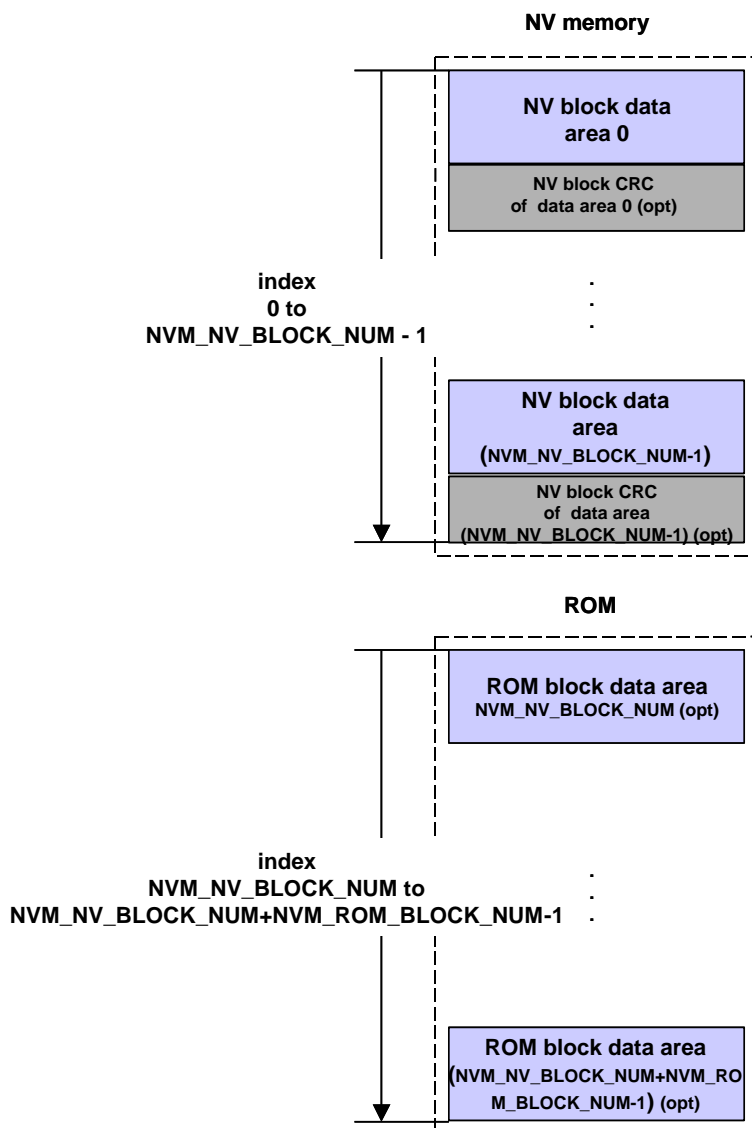 NV memory
NV block data
area 0
NV block CRC
of data area 0 (opt)
index
0 to
NVM_NV_BLOCK_NUM - 1
.
.
.
NV block data
area
(NVM_NV_BLOCK_NUM-1)
NV block CRC
of data area
(NVM_NV_BLOCK_NUM-1) (opt)
ROM
ROM block data area
NVM_NV_BLOCK_NUM (opt)
index
NVM_NV_BLOCK_NUM to
NVM_NV_BLOCK_NUM+NVM_ROM_BLOCK_NUM-1
.
.
.
ROM block data area
(NVM_NV_BLOCK_NUM+NVM_RO
M_BLOCK_NUM-1) (opt)